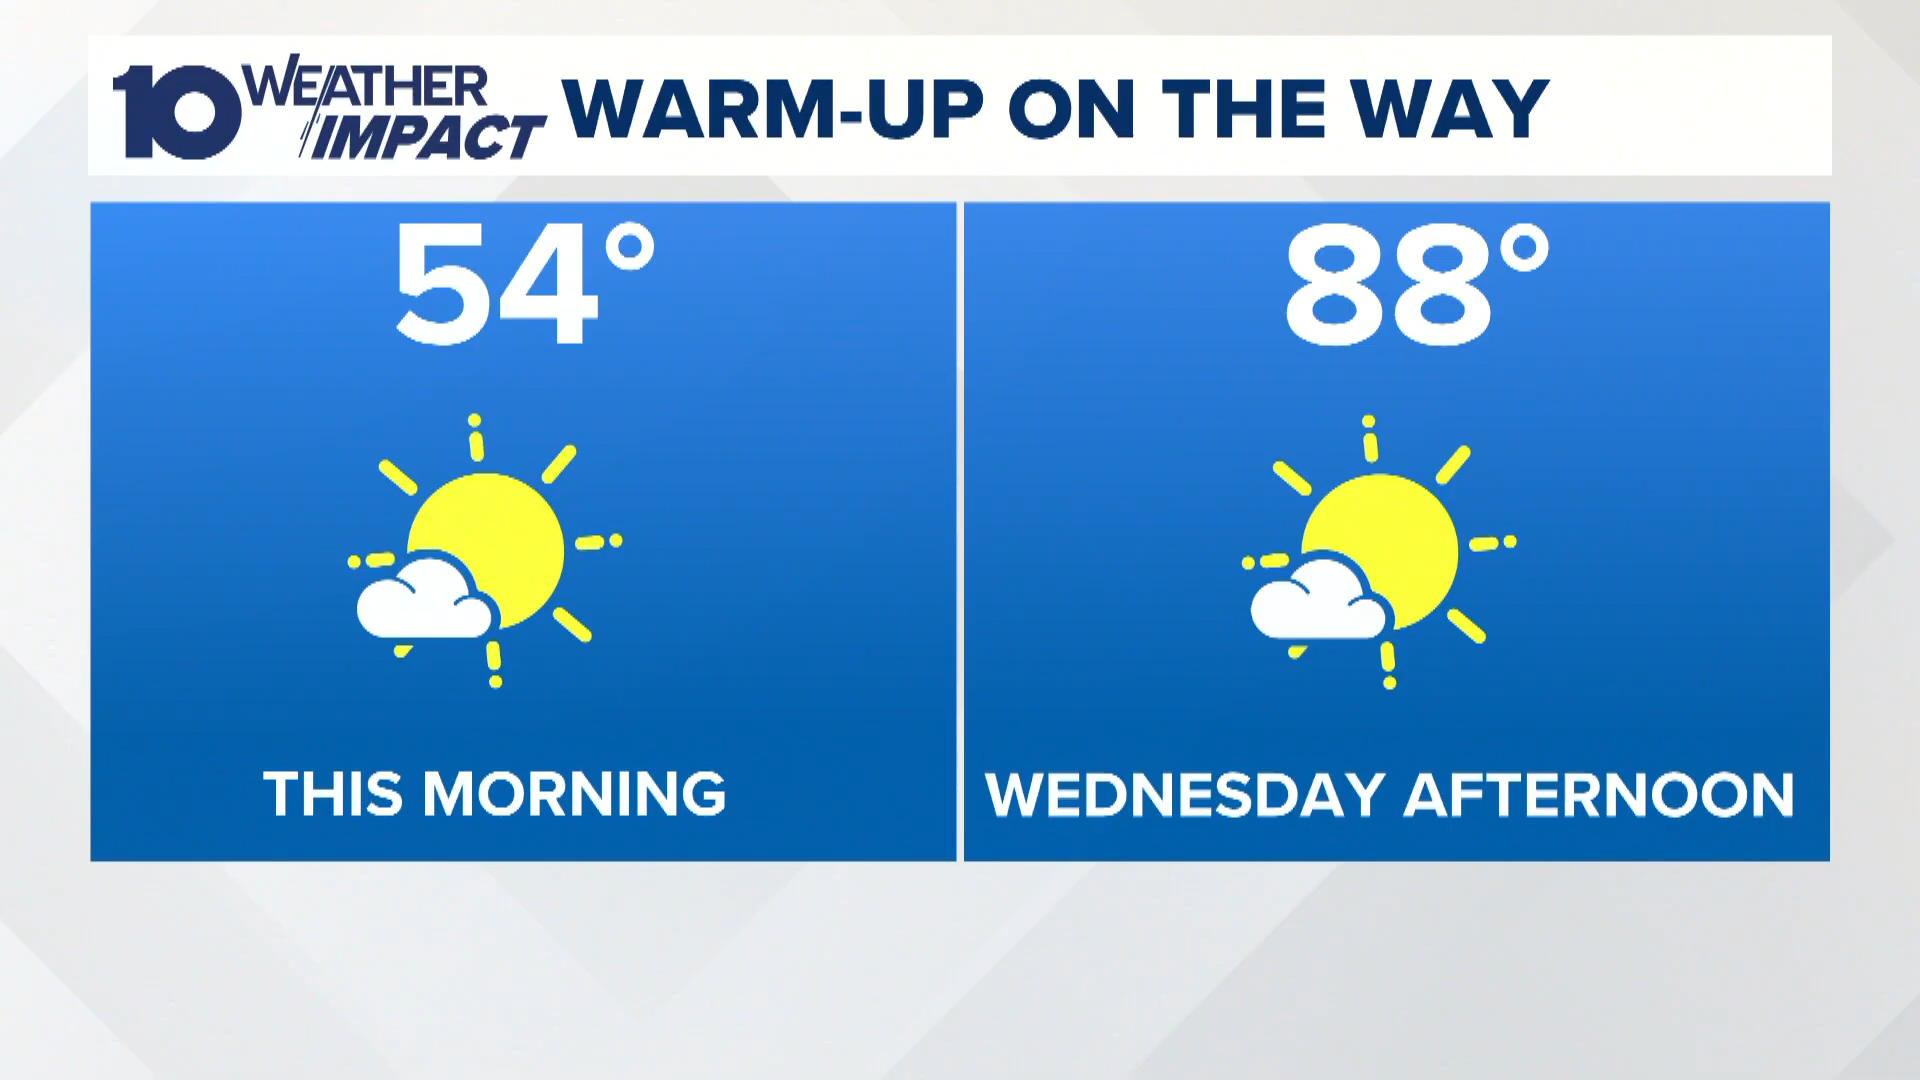 10 WEATHER IMPACT WARM-UP ON THE WAY
54°
88°
THIS MORNING
WEDNESDAY AFTERNOON